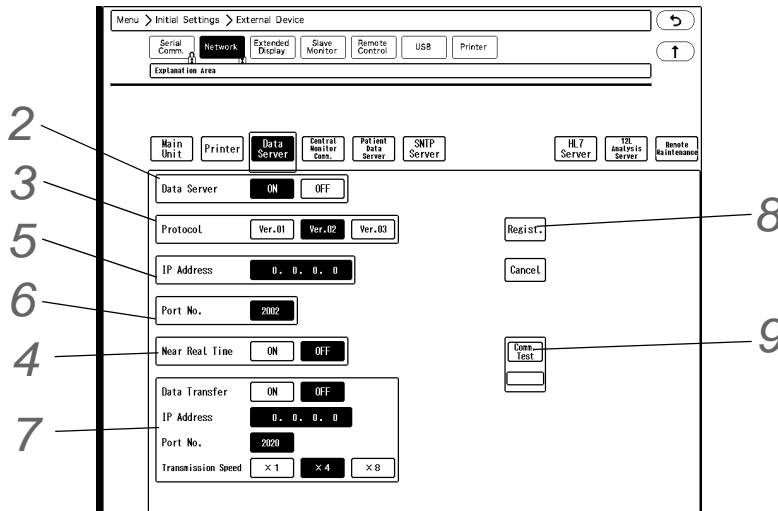 Menu > Initial Settings > External Device
Serial Comm. Network Extended Display Slave Monitor Remote Control USB Printer
Explanation Area
Main Unit Printer Data Server Central Monitor Comm. Patient Data Server SNTP Server HL7 Server 12L Analysis Server Remote Maintenance
2 Data Server ON OFF
3 Protocol Ver.01 Ver.02 Ver.03 Regist. 8
5 IP Address 0. 0. 0. 0 Cancel
6 Port No. 2002
4 Near Real Time ON OFF Comm. Test 9
Data Transfer ON OFF
7 IP Address 0. 0. 0. 0
Port No. 2020
Transmission Speed ×1 ×4 ×8